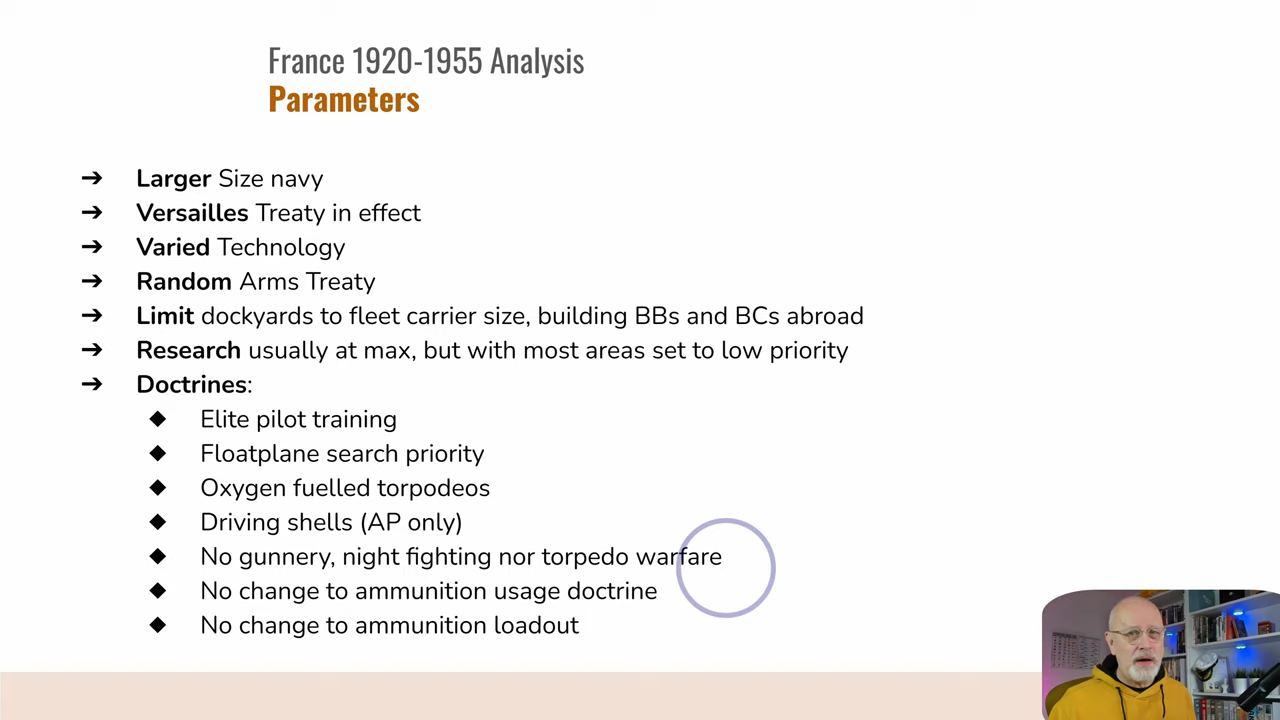 France 1920-1955 Analysis
Parameters
➔ Larger Size navy
➔ Versailles Treaty in effect
➔ Varied Technology
➔ Random Arms Treaty
➔ Limit dockyards to fleet carrier size, building BBs and BCs abroad
➔ Research usually at max, but with most areas set to low priority
➔ Doctrines:
◆ Elite pilot training
◆ Floatplane search priority
◆ Oxygen fuelled torpodeos
◆ Driving shells (AP only)
◆ No gunnery, night fighting nor torpedo warfare
◆ No change to ammunition usage doctrine
◆ No change to ammunition loadout